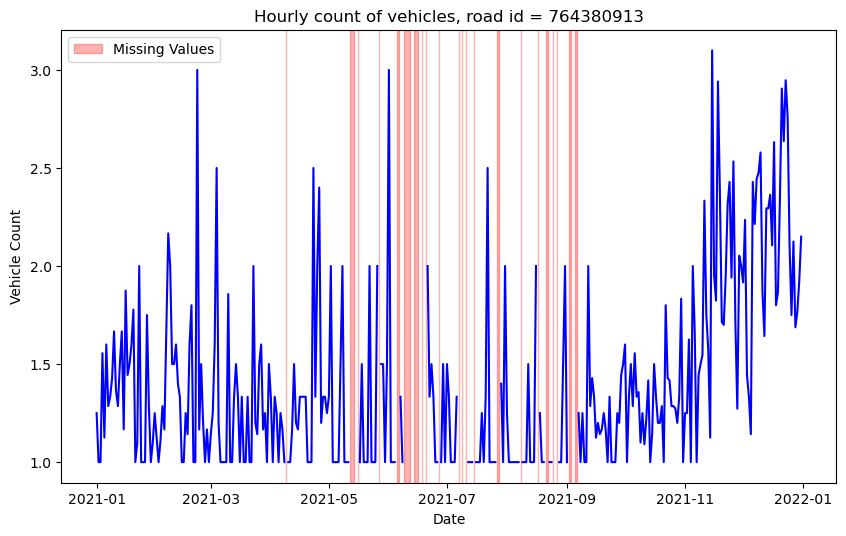 Hourly count of vehicles, road id = 764380913
Missing Values
3.0
2.5
2.0
1.5
1.0
Vehicle Count
2021-01 2021-03 2021-05 2021-07 2021-09 2021-11 2022-01
Date